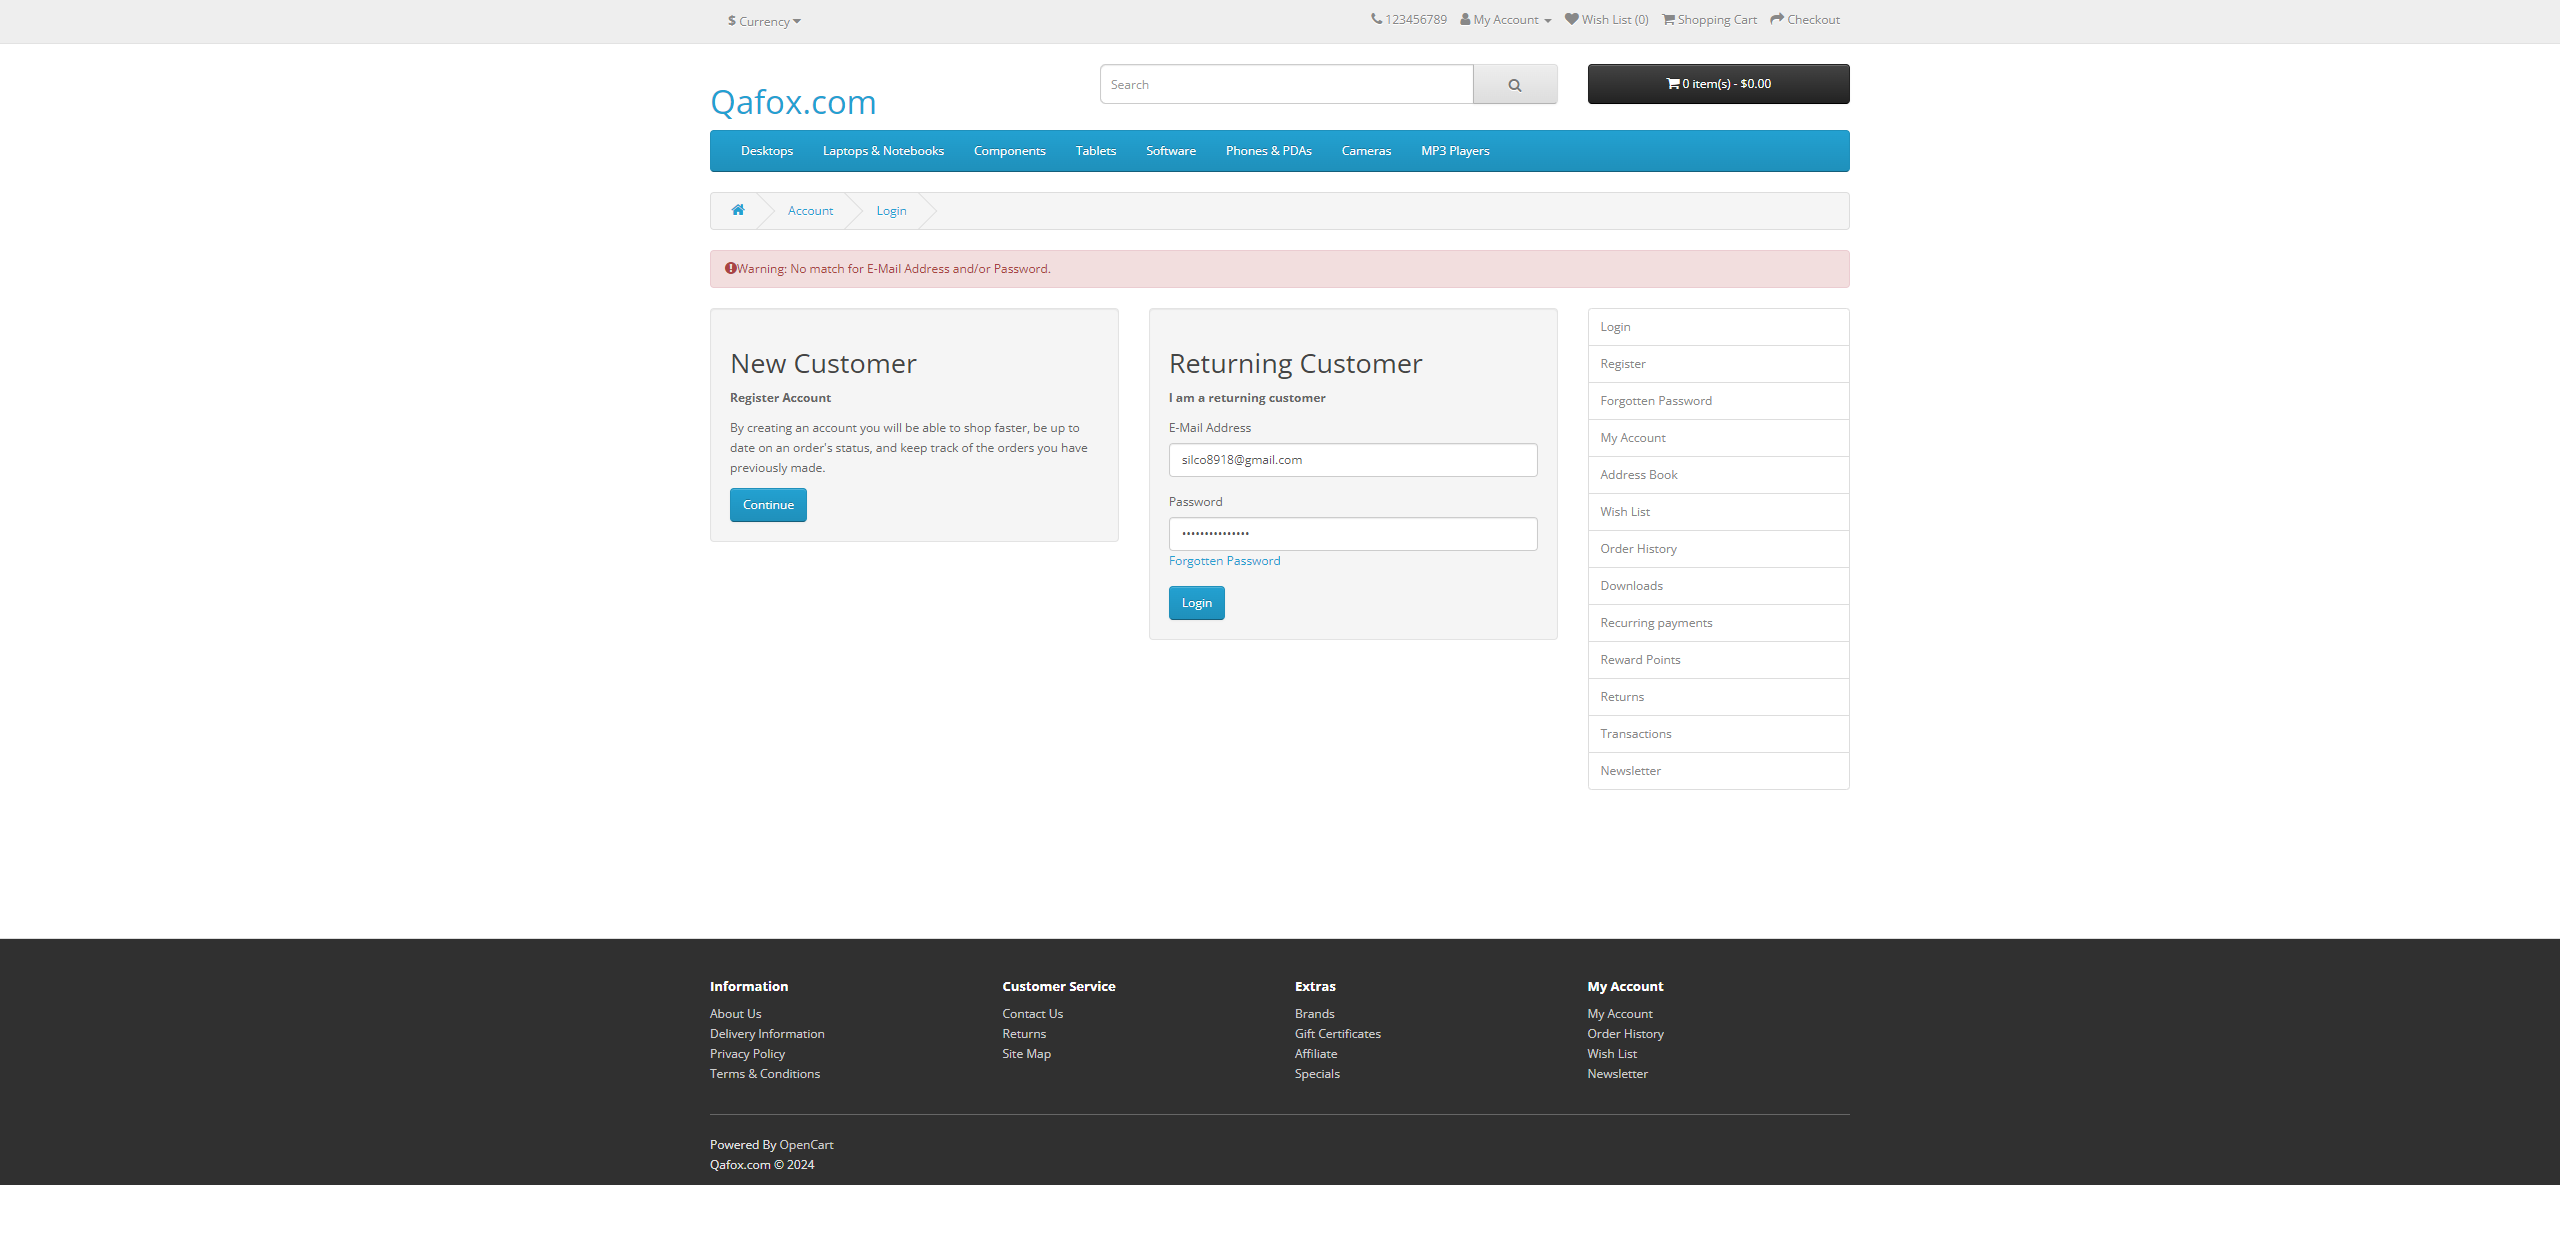 $ Currency
123456789 My Account Wish List (0) Shopping Cart Checkout
Qafox.com
Search
0 item(s) - $0.00
Desktops Laptops & Notebooks Components Tablets Software Phones & PDAs Cameras MP3 Players
Account Login
Warning: No match for E-Mail Address and/or Password.
New Customer
Register Account
By creating an account you will be able to shop faster, be up to
date on an order's status, and keep track of the orders you have
previously made.
Continue
Returning Customer
I am a returning customer
E-Mail Address
silco8918@gmail.com
Password
•••••••••••••••
Forgotten Password
Login
Login
Register
Forgotten Password
My Account
Address Book
Wish List
Order History
Downloads
Recurring payments
Reward Points
Returns
Transactions
Newsletter
Information
About Us
Delivery Information
Privacy Policy
Terms & Conditions
Customer Service
Contact Us
Returns
Site Map
Extras
Brands
Gift Certificates
Affiliate
Specials
My Account
My Account
Order History
Wish List
Newsletter
Powered By OpenCart
Qafox.com © 2024